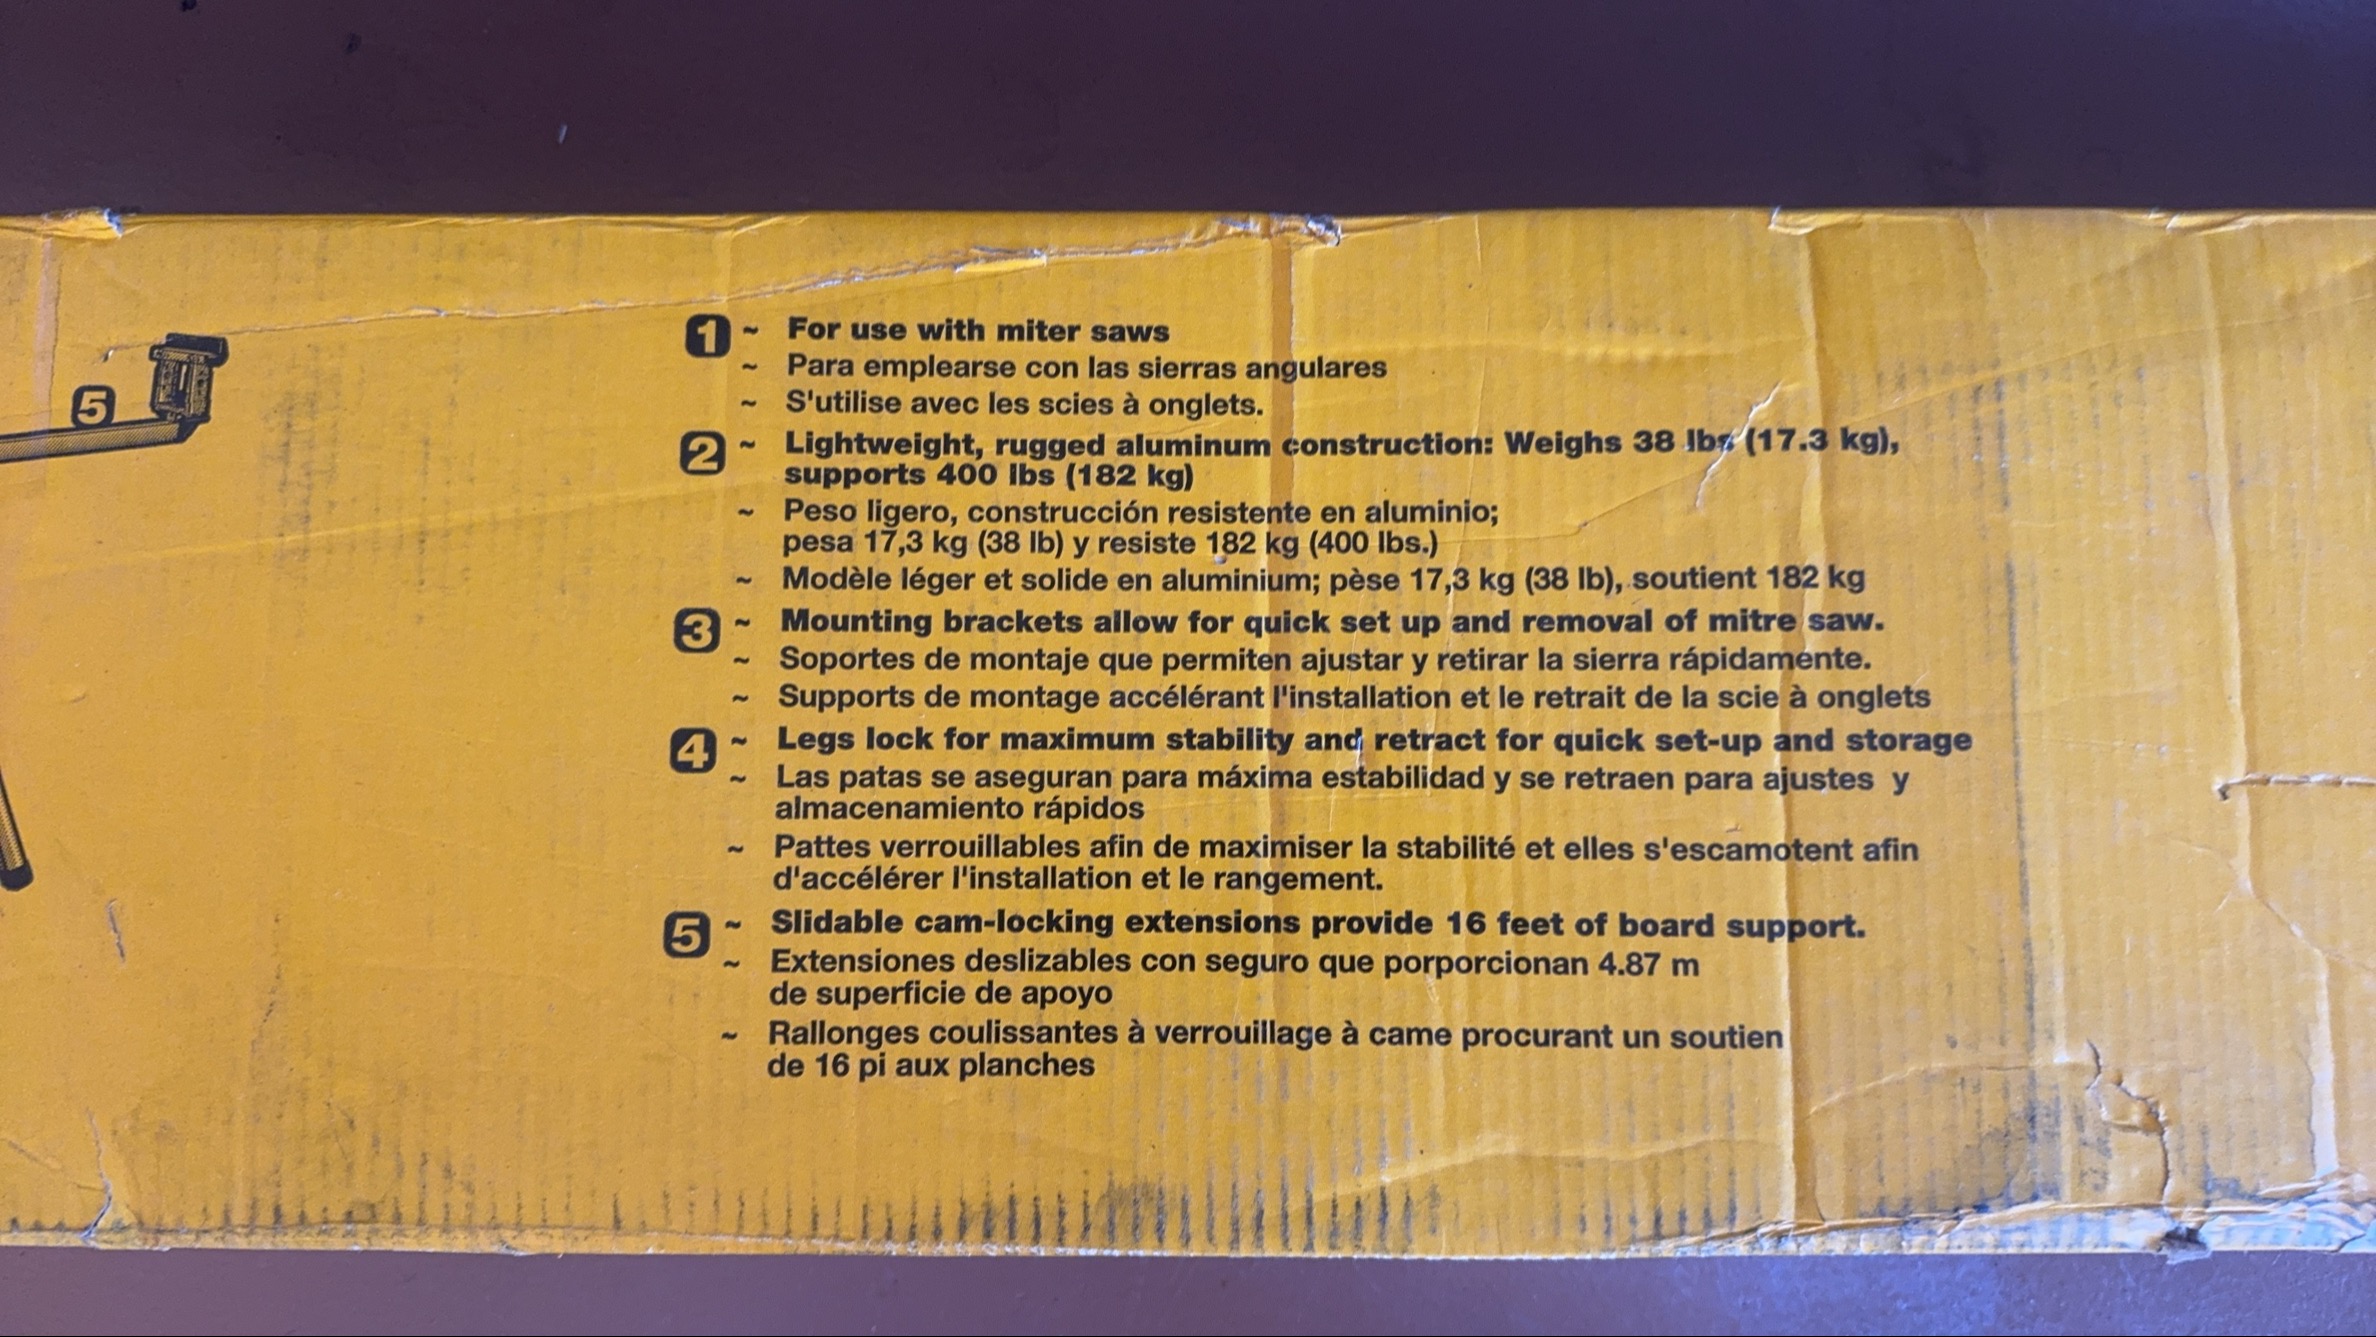 5
1 ~ For use with miter saws
~ Para emplearse con las sierras angulares
~ S'utilise avec les scies à onglets.
2 ~ Lightweight, rugged aluminum construction: Weighs 38 lbs (17.3 kg),
supports 400 lbs (182 kg)
~ Peso ligero, construcción resistente en aluminio;
pesa 17,3 kg (38 lb) y resiste 182 kg (400 lbs.)
~ Modèle léger et solide en aluminium; pèse 17,3 kg (38 lb), soutient 182 kg
3 ~ Mounting brackets allow for quick set up and removal of mitre saw.
~ Soportes de montaje que permiten ajustar y retirar la sierra rápidamente.
~ Supports de montage accélérant l'installation et le retrait de la scie à onglets
4 ~ Legs lock for maximum stability and retract for quick set-up and storage
~ Las patas se aseguran para máxima estabilidad y se retraen para ajustes y
almacenamiento rápidos
~ Pattes verrouillables afin de maximiser la stabilité et elles s'escamotent afin
d'accélérer l'installation et le rangement.
5 ~ Slidable cam-locking extensions provide 16 feet of board support.
~ Extensiones deslizables con seguro que porporcionan 4.87 m
de superficie de apoyo
~ Rallonges coulissantes à verrouillage à came procurant un soutien
de 16 pi aux planches